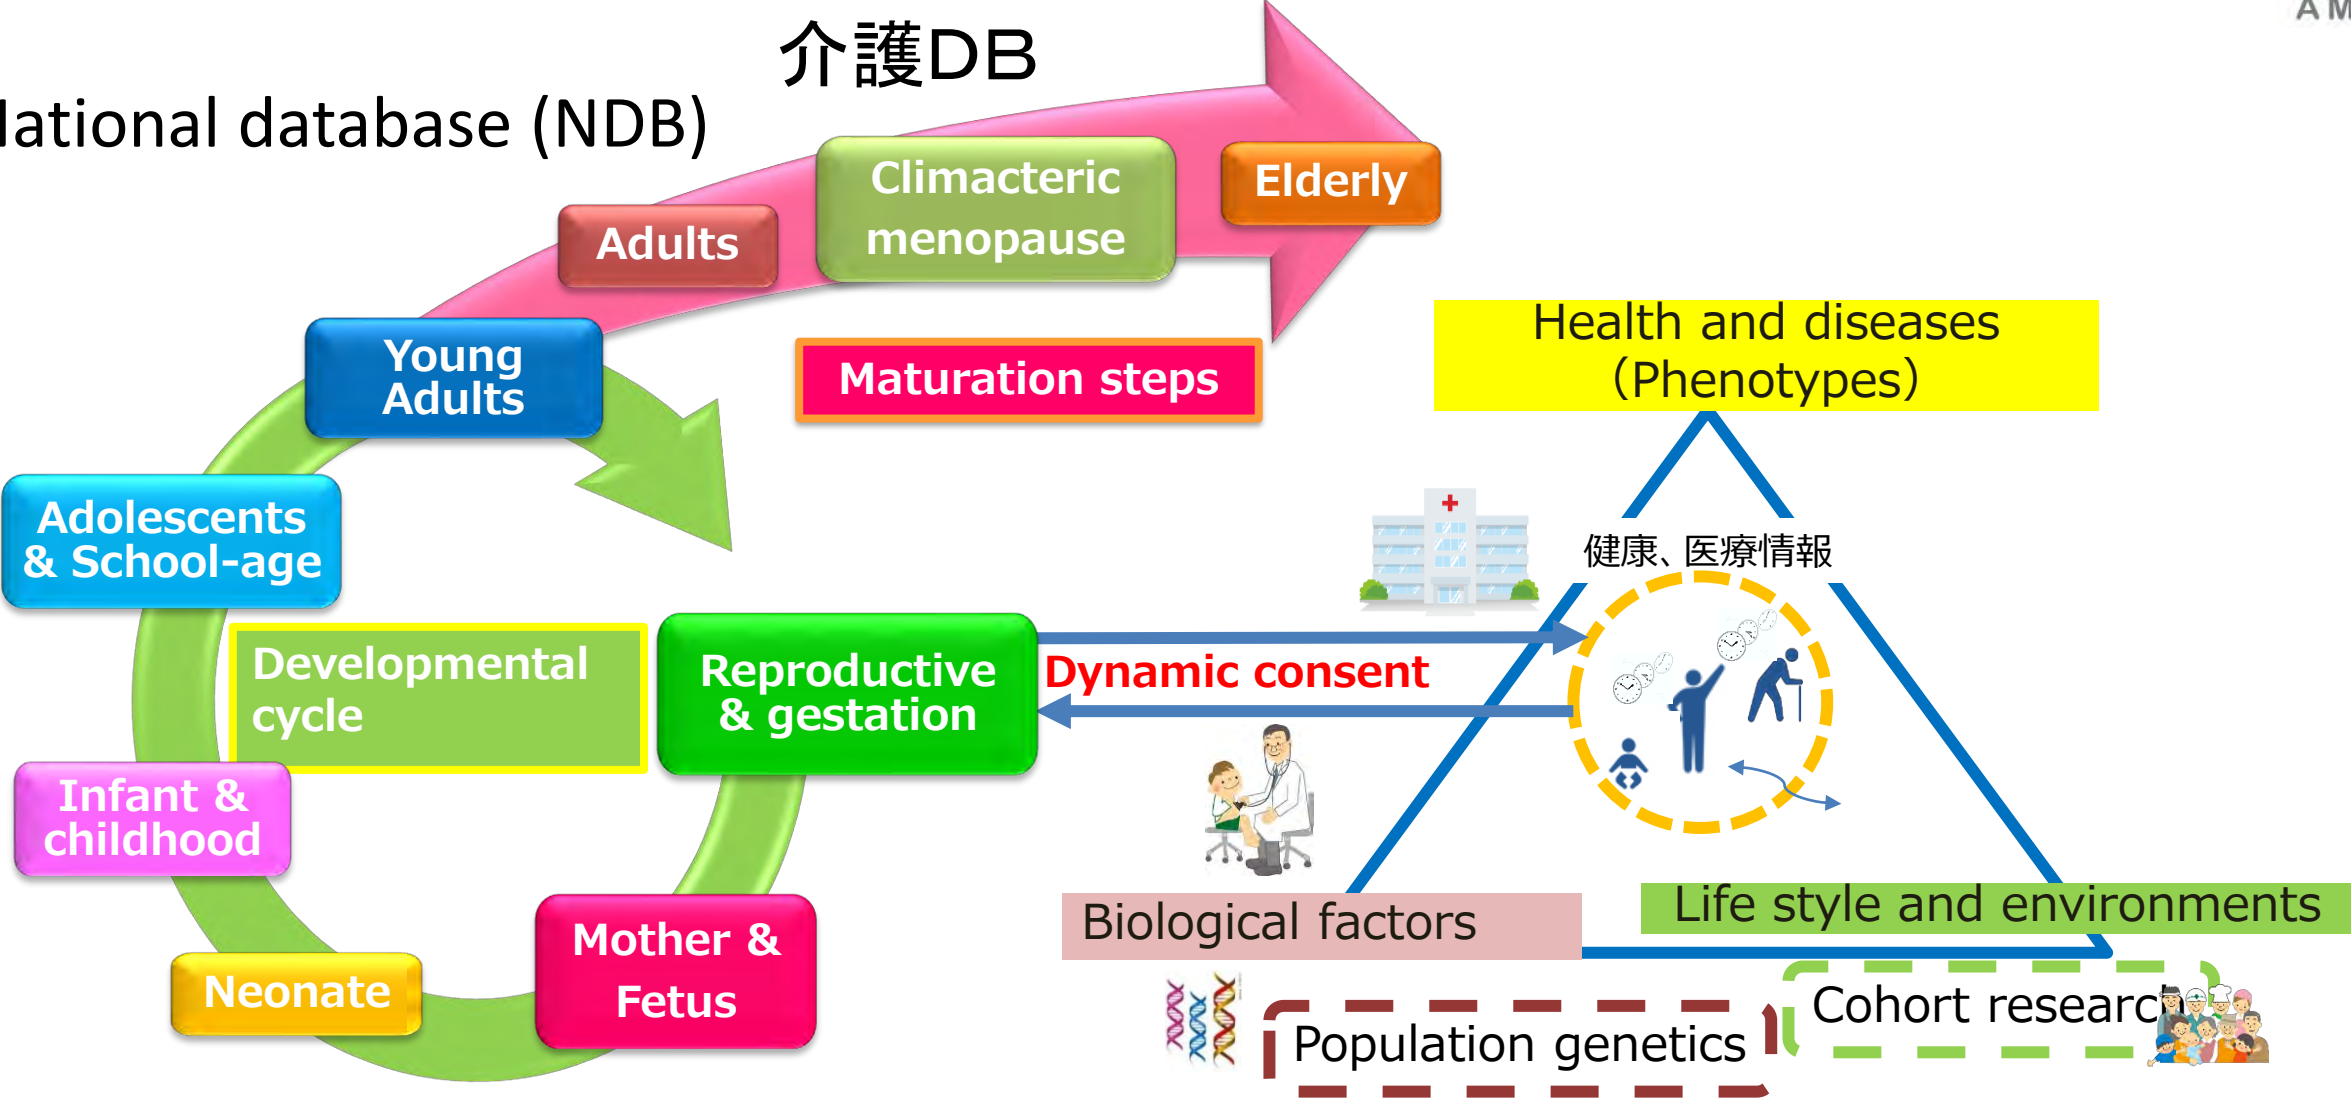 AM
介護DB
National database (NDB)
Climacteric
menopause
Elderly
Adults
Young
Adults
Maturation steps
Health and diseases
（Phenotypes）
Adolescents
& School-age
健康、医療情報
Developmental
cycle
Reproductive
& gestation
Dynamic consent
Infant &
childhood
Mother &
Fetus
Neonate
Biological factors
Life style and environments
Cohort research
Population genetics